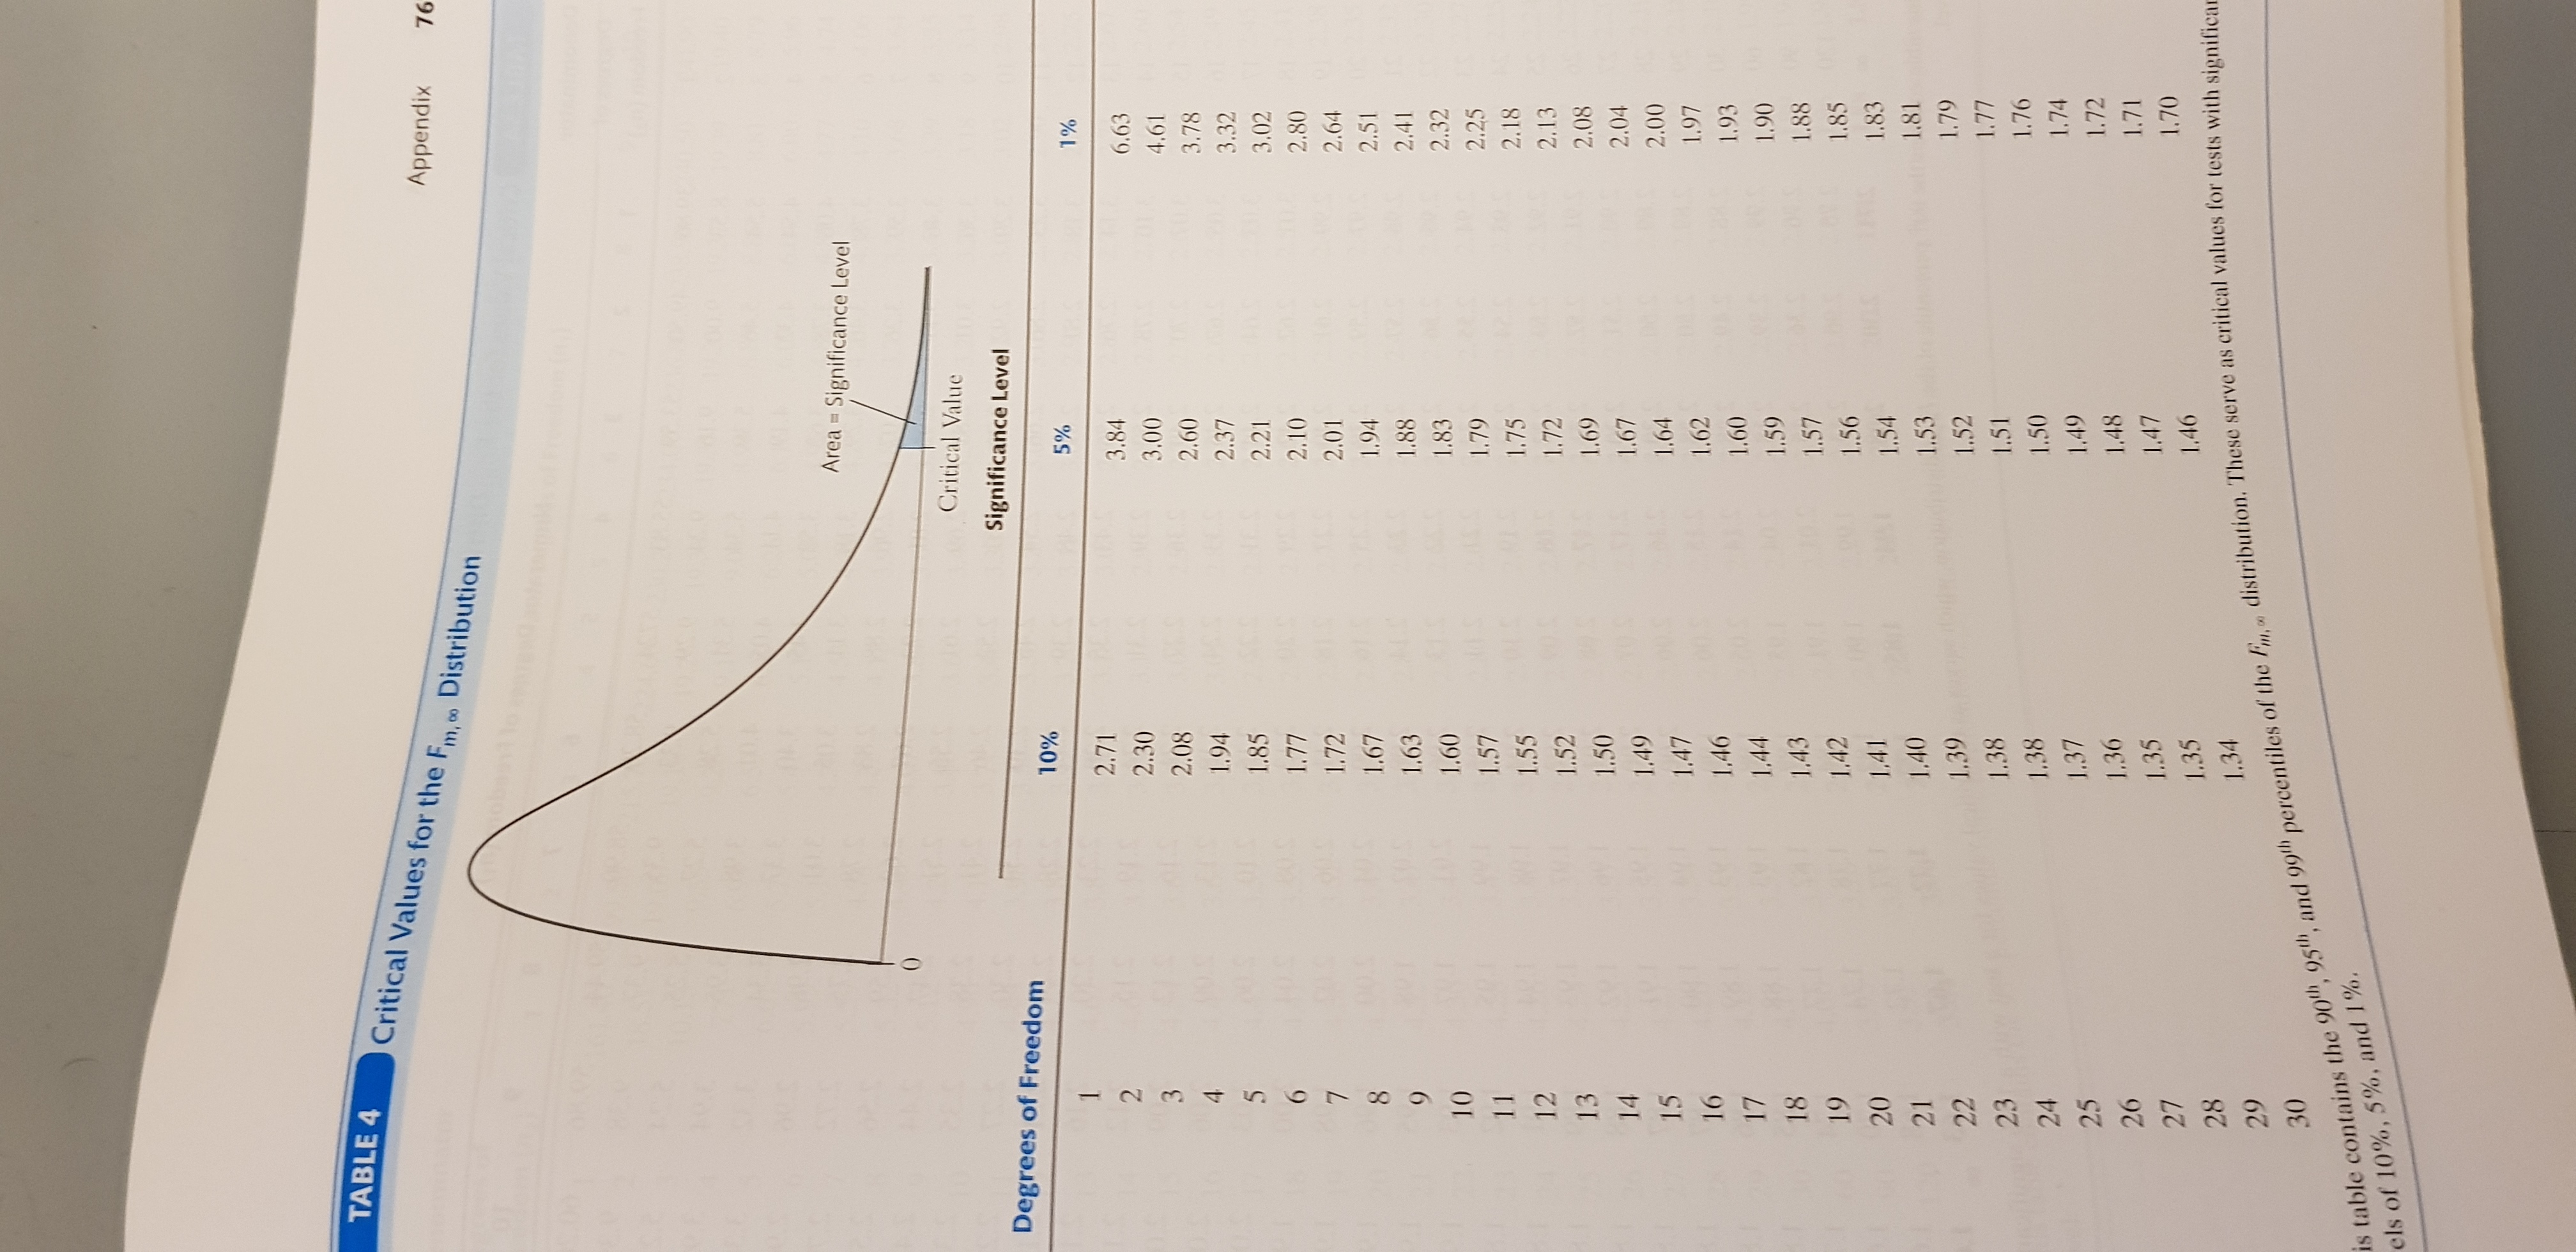 Appendix 76
TABLE 4 Critical Values for the Fm,∞ Distribution
Area = Significance Level
0
Critical Value
Significance Level
Degrees of Freedom 10% 5% 1%
1 2.71 3.84 6.63
2 2.30 3.00 4.61
3 2.08 2.60 3.78
4 1.94 2.37 3.32
5 1.85 2.21 3.02
6 1.77 2.10 2.80
7 1.72 2.01 2.64
8 1.67 1.94 2.51
9 1.63 1.88 2.41
10 1.60 1.83 2.32
11 1.57 1.79 2.25
12 1.55 1.75 2.18
13 1.52 1.72 2.13
14 1.50 1.69 2.08
15 1.49 1.67 2.04
16 1.47 1.64 2.00
17 1.46 1.62 1.97
18 1.44 1.60 1.93
19 1.43 1.59 1.90
20 1.42 1.57 1.88
21 1.41 1.56 1.85
22 1.40 1.54 1.83
23 1.39 1.53 1.81
24 1.38 1.52 1.79
25 1.38 1.51 1.77
26 1.37 1.50 1.76
27 1.36 1.49 1.74
28 1.35 1.48 1.72
29 1.35 1.47 1.71
30 1.34 1.46 1.70
is table contains the 90th, 95th, and 99th percentiles of the Fm,∞ distribution. These serve as critical values for tests with significan
els of 10%, 5%, and 1%.